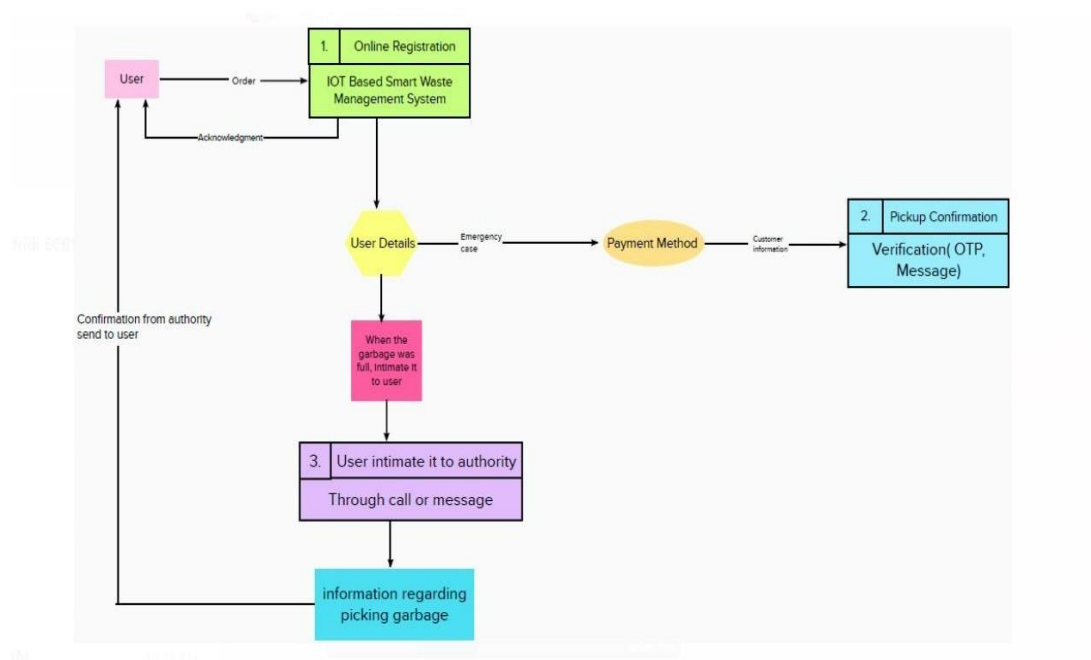 1. Online Registration
IOT Based Smart Waste
Management System
User
Order
Acknowledgment
User Details
Emergency
case
Payment Method
Customer
information
2. Pickup Confirmation
Verification( OTP,
Message)
Confirmation from authority
send to user
When the
garbage was
full, intimate it
to user
3. User intimate it to authority
Through call or message
information regarding
picking garbage